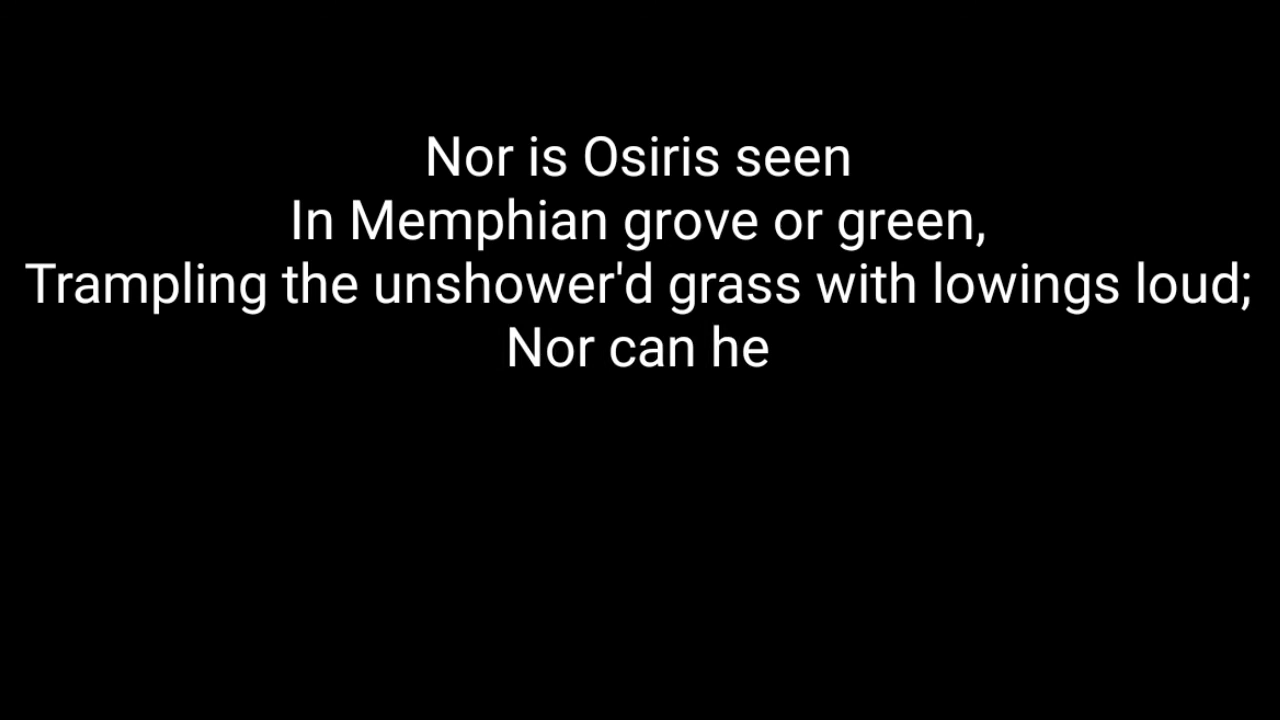 Nor is Osiris seen
In Memphian grove or green,
Trampling the unshower'd grass with lowings loud;
Nor can he